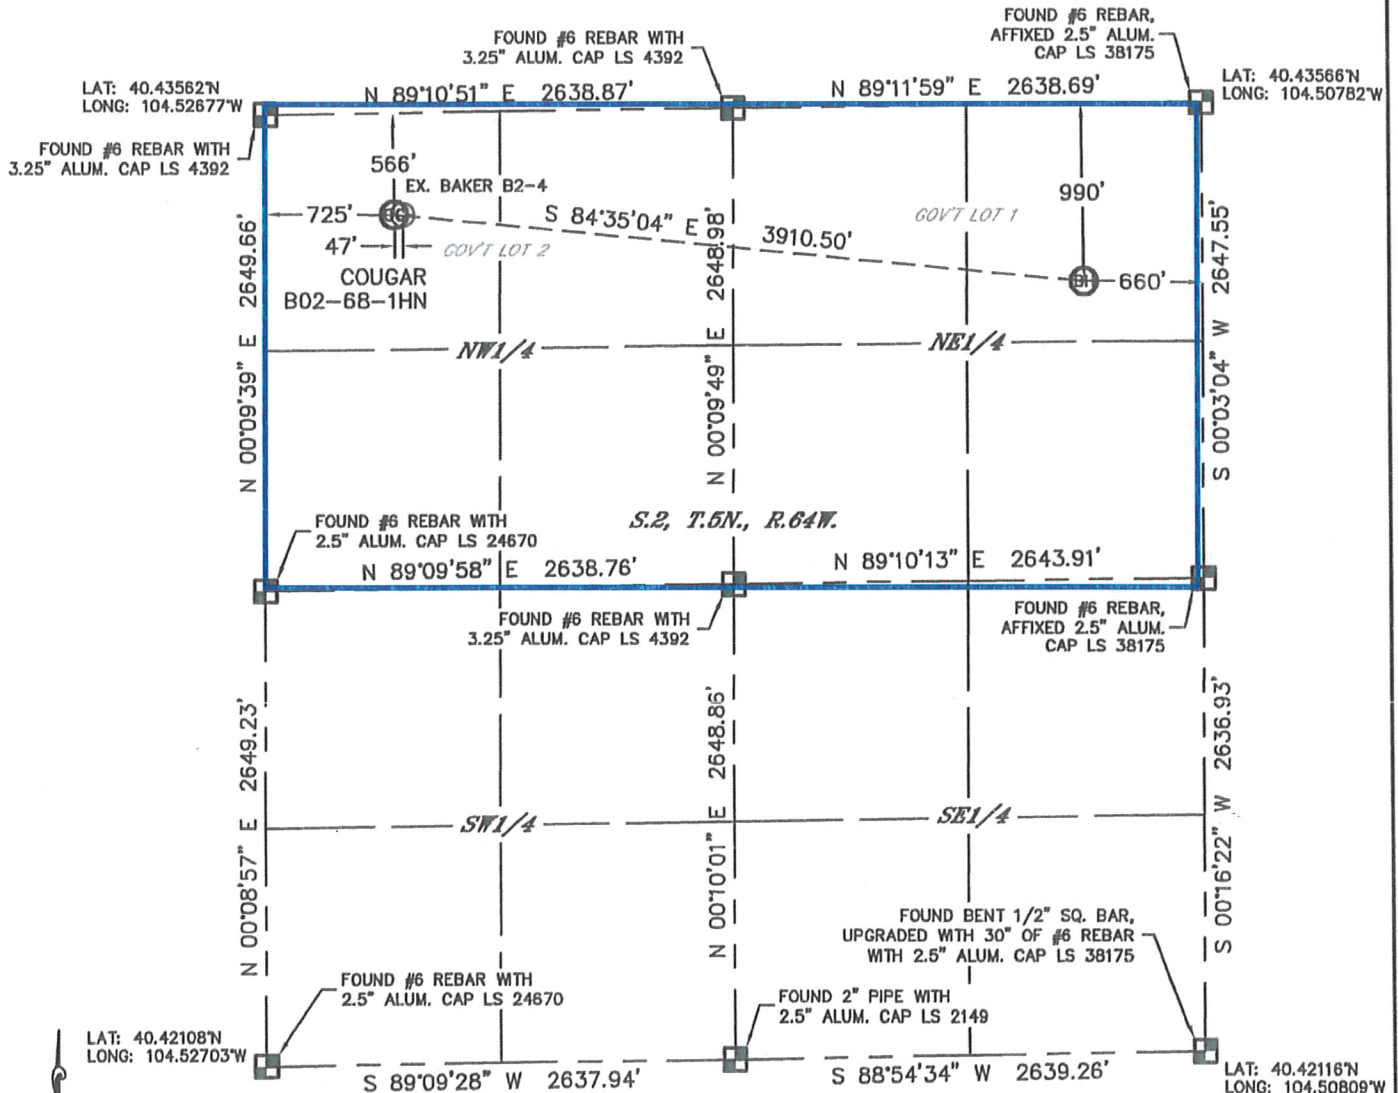 FOUND #6 REBAR WITH
3.25" ALUM. CAP LS 4392
FOUND #6 REBAR,
AFFIXED 2.5" ALUM.
CAP LS 38175
LAT: 40.43562°N
LONG: 104.52677°W
N 89°10'51" E 2638.87'
N 89°11'59" E 2638.69'
LAT: 40.43566°N
LONG: 104.50782°W
FOUND #6 REBAR WITH
3.25" ALUM. CAP LS 4392
566'
EX. BAKER B2-4
725'
47'
COUGAR
B02-68-1HN
GOV'T LOT 2
S 84°35'04" E 3910.50'
GOV'T LOT 1
990'
BH
660'
N 00°09'39" E 2649.66'
N 00°09'49" E 2648.98'
S 00°03'04" W 2647.55'
NW1/4
NE1/4
S.2, T.5N., R.64W.
FOUND #6 REBAR WITH
2.5" ALUM. CAP LS 24670
N 89°09'58" E 2638.76'
N 89°10'13" E 2643.91'
FOUND #6 REBAR WITH
3.25" ALUM. CAP LS 4392
FOUND #6 REBAR,
AFFIXED 2.5" ALUM.
CAP LS 38175
N 00°08'57" E 2649.23'
N 00°10'01" E 2648.86'
S 00°16'22" W 2636.93'
SW1/4
SE1/4
FOUND BENT 1/2" SQ. BAR,
UPGRADED WITH 30" OF #6 REBAR
WITH 2.5" ALUM. CAP LS 38175
FOUND #6 REBAR WITH
2.5" ALUM. CAP LS 24670
FOUND 2" PIPE WITH
2.5" ALUM. CAP LS 2149
LAT: 40.42108°N
LONG: 104.52703°W
S 89°09'28" W 2637.94'
S 88°54'34" W 2639.26'
LAT: 40.42116°N
LONG: 104.50809°W